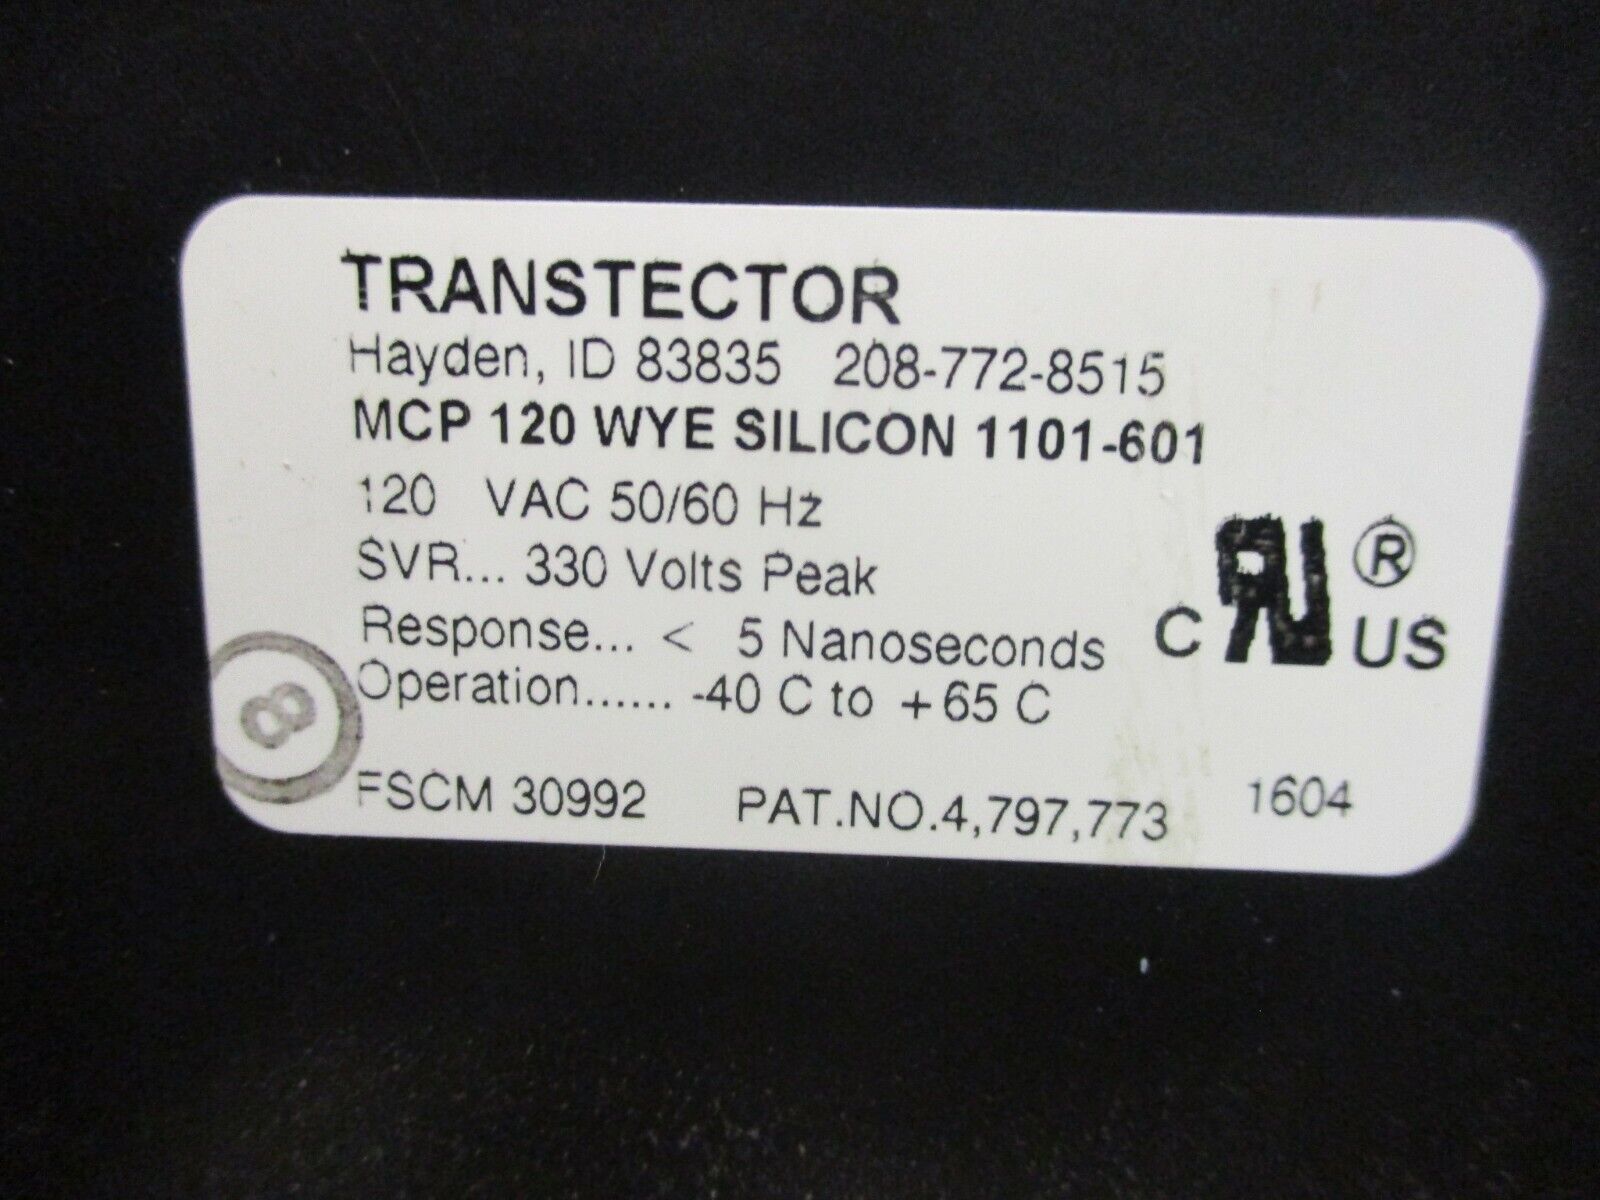 TRANSTECTOR
Hayden, ID 83835 208-772-8515
MCP 120 WYE SILICON 1101-601
120 VAC 50/60 Hz
SVR... 330 Volts Peak
Response... < 5 Nanoseconds
Operation...... -40 C to +65 C
C RU ® US
8
FSCM 30992 PAT.NO.4,797,773 1604